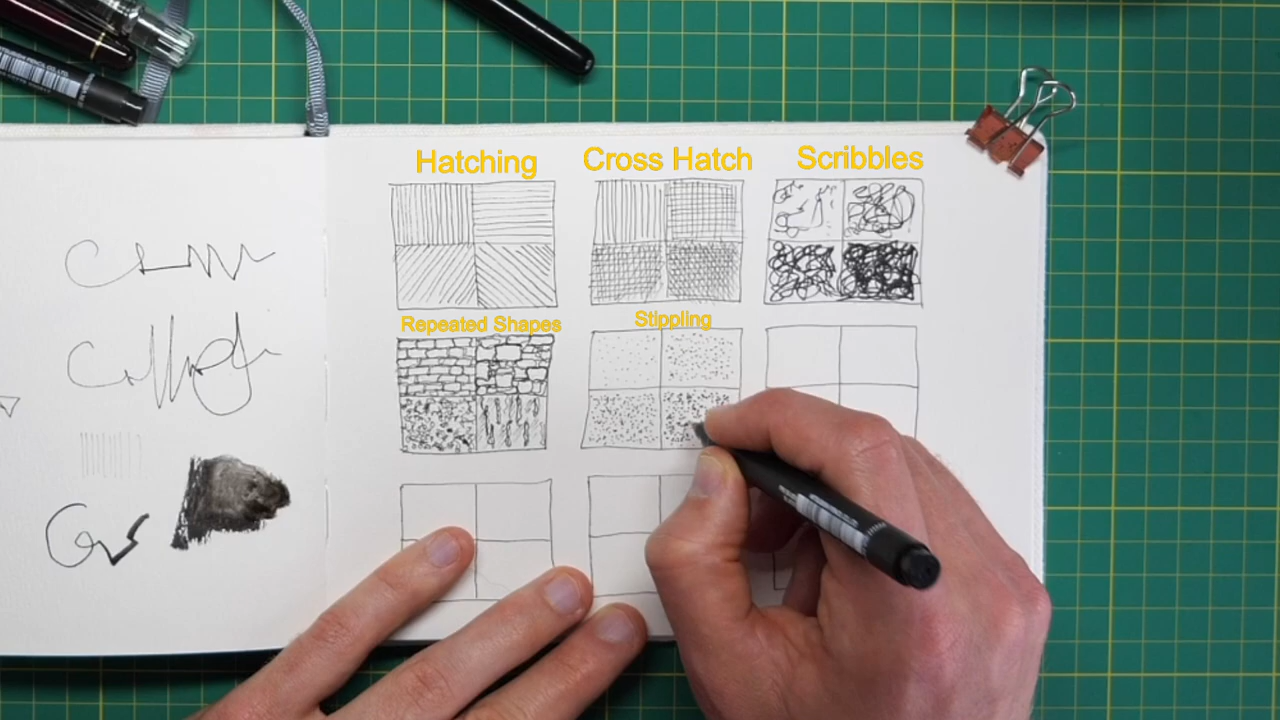 Hatching
Cross Hatch
Scribbles
Repeated Shapes
Stippling